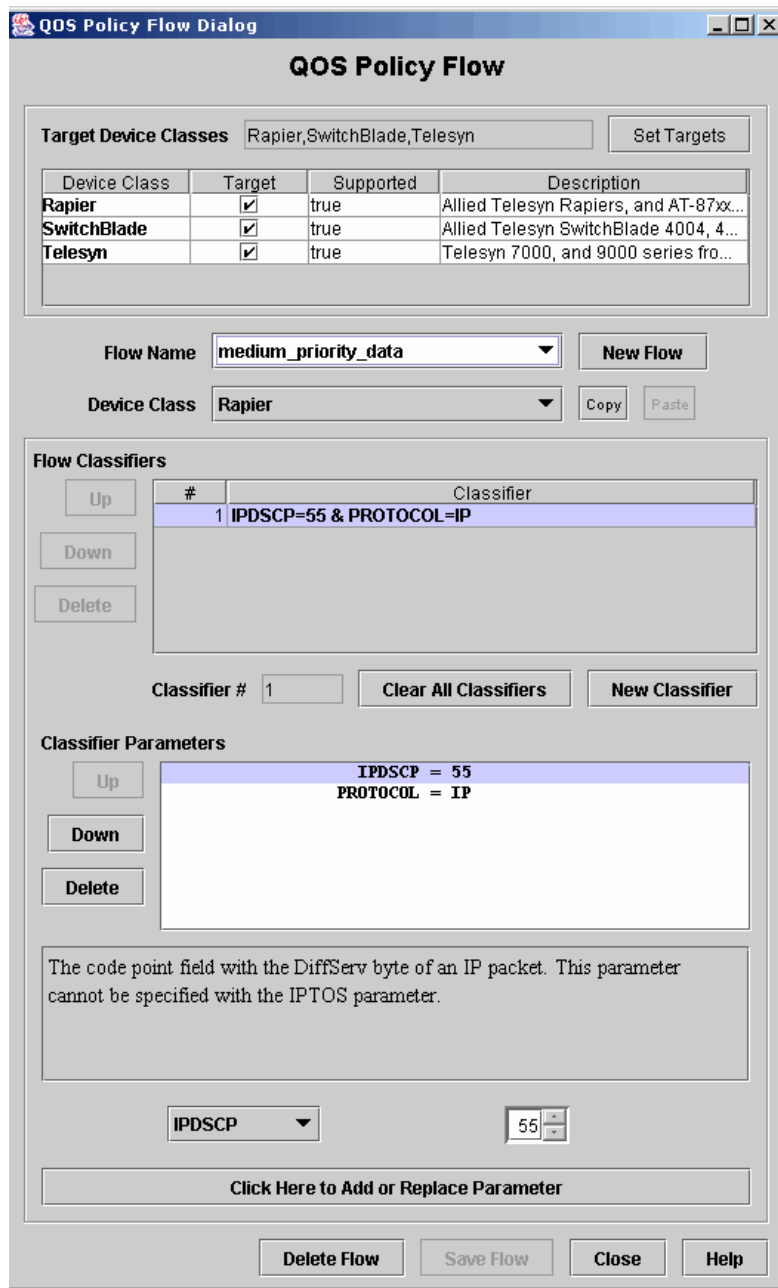 QOS Policy Flow Dialog
QOS Policy Flow
Target Device Classes Rapier,SwitchBlade,Telesyn Set Targets
Device Class Target Supported Description
Rapier true Allied Telesyn Rapiers, and AT-87xx...
SwitchBlade true Allied Telesyn SwitchBlade 4004, 4...
Telesyn true Telesyn 7000, and 9000 series fro...
Flow Name medium_priority_data New Flow
Device Class Rapier Copy Paste
Flow Classifiers
Up # Classifier
1 IPDSCP=55 & PROTOCOL=IP
Down
Delete
Classifier # 1 Clear All Classifiers New Classifier
Classifier Parameters
Up IPDSCP = 55
PROTOCOL = IP
Down
Delete
The code point field with the DiffServ byte of an IP packet. This parameter
cannot be specified with the IPTOS parameter.
IPDSCP 55
Click Here to Add or Replace Parameter
Delete Flow Save Flow Close Help